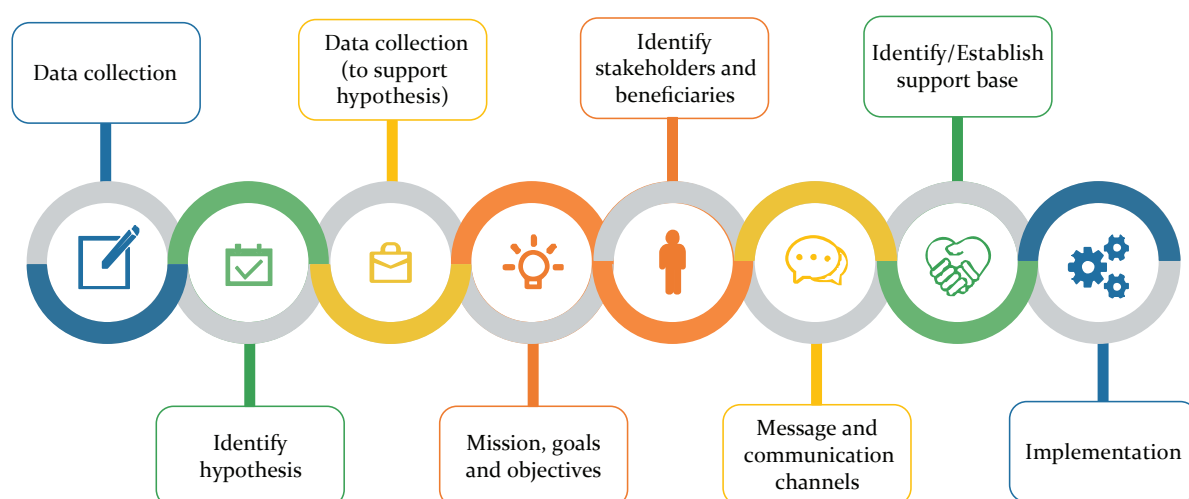 Data collection
Identify
hypothesis
Data collection
(to support
hypothesis)
Mission, goals
and objectives
Identify
stakeholders and
beneficiaries
Message and
communication
channels
Identify/Establish
support base
Implementation